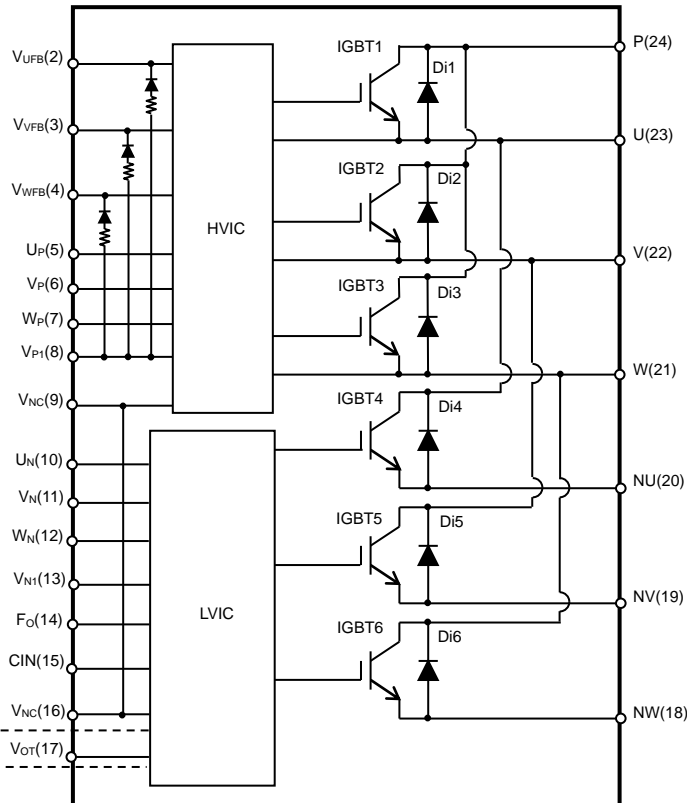 VUFB(2)
VVFB(3)
VWFB(4)
UP(5)
VP(6)
WP(7)
VP1(8)
VNC(9)
UN(10)
VN(11)
WN(12)
VN1(13)
FO(14)
CIN(15)
VNC(16)
VOT(17)
HVIC
LVIC
IGBT1
Di1
IGBT2
Di2
IGBT3
Di3
IGBT4
Di4
IGBT5
Di5
IGBT6
Di6
P(24)
U(23)
V(22)
W(21)
NU(20)
NV(19)
NW(18)